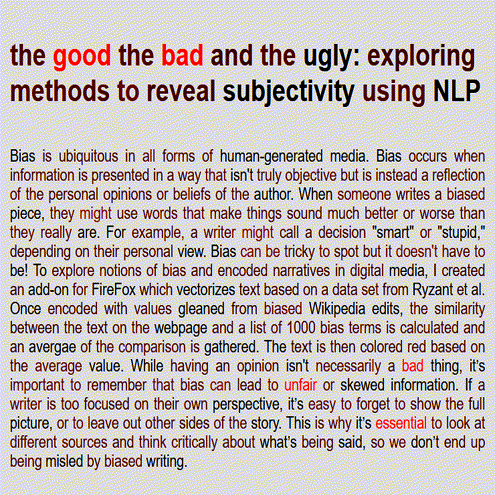 the good the bad and the ugly: exploring
methods to reveal subjectivity using NLP
Bias is ubiquitous in all forms of human-generated media. Bias occurs when
information is presented in a way that isn't truly objective but is instead a reflection
of the personal opinions or beliefs of the author. When someone writes a biased
piece, they might use words that make things sound much better or worse than
they really are. For example, a writer might call a decision "smart" or "stupid,"
depending on their personal view. Bias can be tricky to spot but it doesn't have to
be! To explore notions of bias and encoded narratives in digital media, I created
an add-on for FireFox which vectorizes text based on a data set from Ryzant et al.
Once encoded with values gleaned from biased Wikipedia edits, the similarity
between the text on the webpage and a list of 1000 bias terms is calculated and
an avergae of the comparison is gathered. The text is then colored red based on
the average value. While having an opinion isn't necessarily a bad thing, it's
important to remember that bias can lead to unfair or skewed information. If a
writer is too focused on their own perspective, it's easy to forget to show the full
picture, or to leave out other sides of the story. This is why it's essential to look at
different sources and think critically about what's being said, so we don't end up
being misled by biased writing.